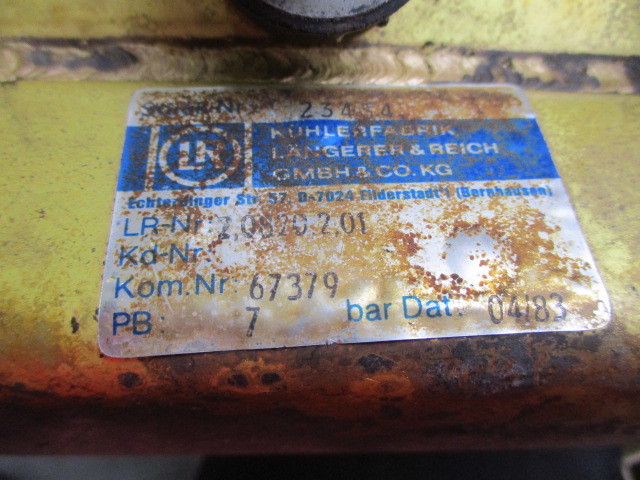 23454
LR
KÜHLERFABRIK
LÄNGERER & REICH
GMBH & CO. KG
Echterdinger Str. 57, D-7024 Filderstadt 1 (Bernhausen)
LR-Nr 2.0820.2.01
Kd-Nr
Kom.Nr: 67379
PB: 7 bar Dat.: 04/83